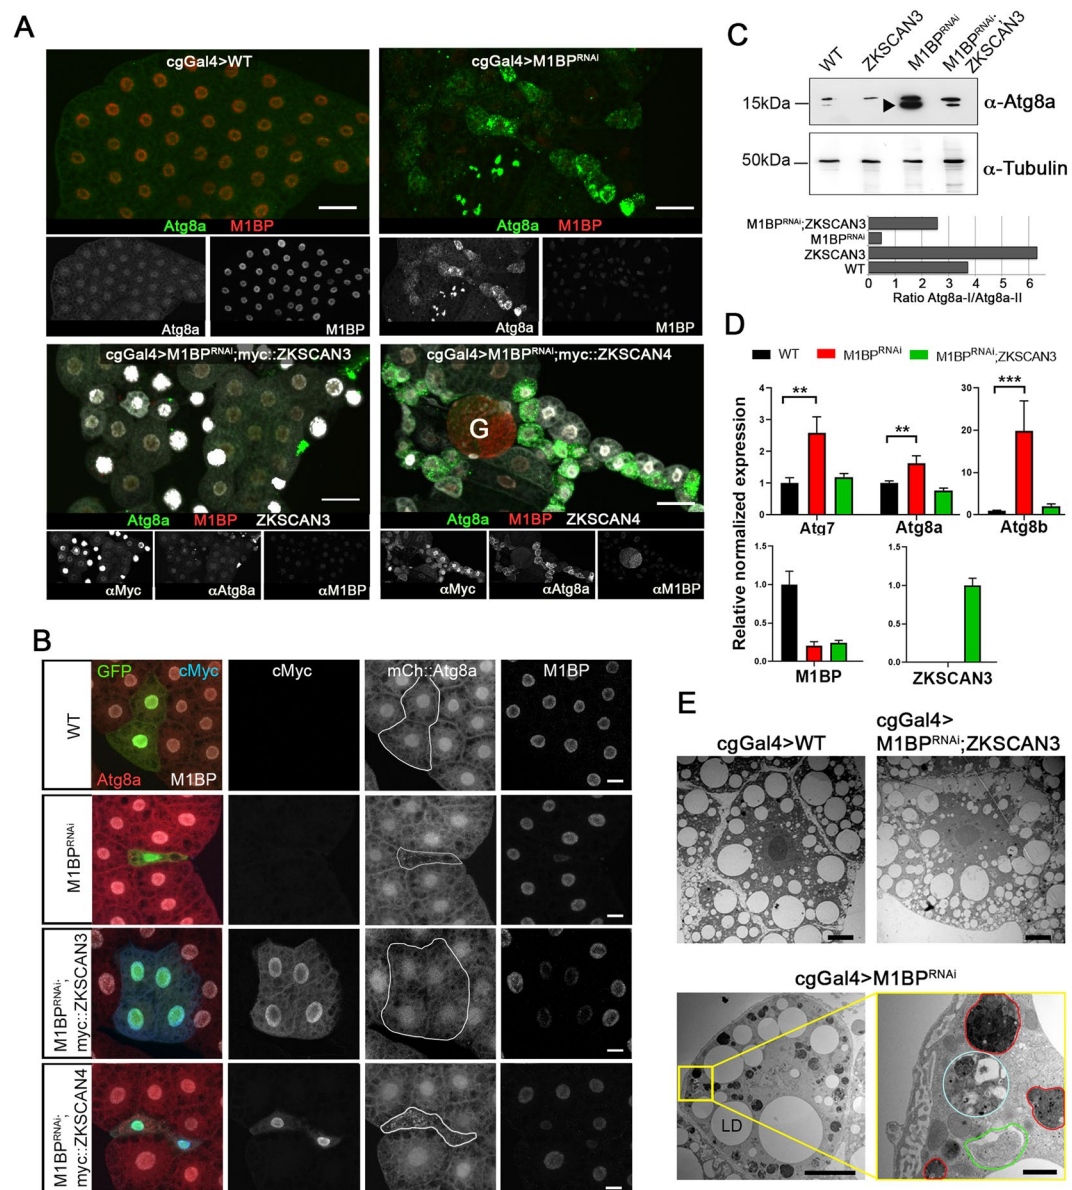 A
cgGal4>WT
Atg8a M1BP
Atg8a
M1BP
cgGal4>M1BPRNAi
Atg8a M1BP
Atg8a
M1BP
cgGal4>M1BPRNAi;myc::ZKSCAN3
Atg8a M1BP ZKSCAN3
αMyc
αAtg8a
αM1BP
cgGal4>M1BPRNAi;myc::ZKSCAN4
G
Atg8a M1BP ZKSCAN4
αMyc
αAtg8a
αM1BP
B
GFP
cMyc
cMyc
mCh::Atg8a
M1BP
WT
Atg8a
M1BP
M1BPRNAi
M1BPRNAi;
myc::ZKSCAN3
M1BPRNAi;
myc::ZKSCAN4
C
WT
ZKSCAN3
M1BPRNAi
M1BPRNAi;
ZKSCAN3
15kDa
α-Atg8a
50kDa
α-Tubulin
M1BPRNAi;ZKSCAN3
M1BPRNAi
ZKSCAN3
WT
0 1 2 3 4 5 6
Ratio Atg8a-I/Atg8a-II
D
WT
M1BPRNAi
M1BPRNAi;ZKSCAN3
Relative normalized expression
4
3
2
1
0
**
**
Atg7
Atg8a
30
20
10
0
***
Atg8b
1.5
1.0
0.5
0.0
M1BP
1.5
1.0
0.5
0.0
ZKSCAN3
E
cgGal4>WT
cgGal4>
M1BPRNAi;ZKSCAN3
cgGal4>M1BPRNAi
LD